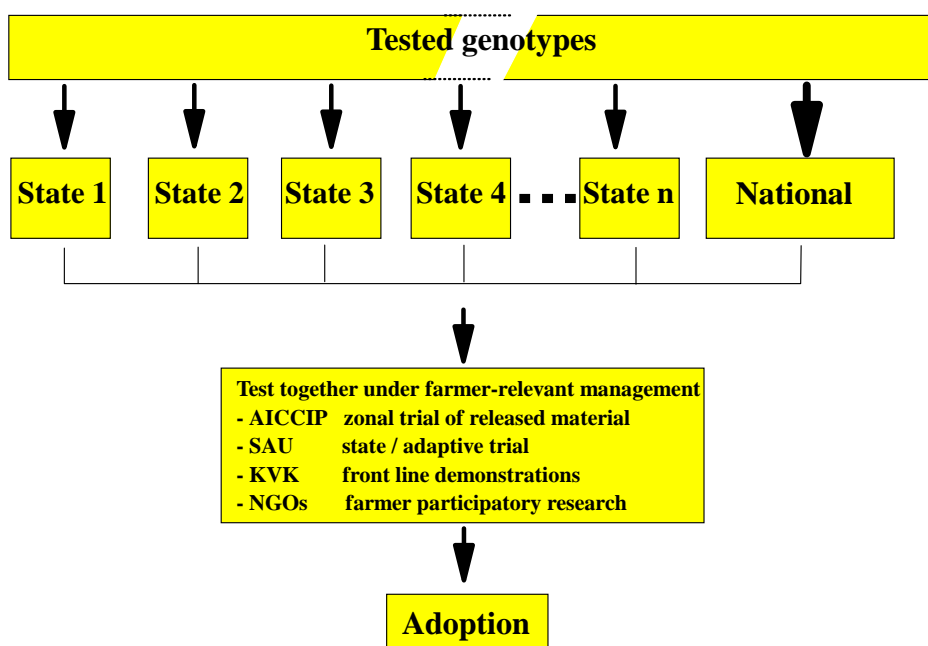 Tested genotypes
State 1
State 2
State 3
State 4
State n
National
Test together under farmer-relevant management
- AICCIP zonal trial of released material
- SAU state / adaptive trial
- KVK front line demonstrations
- NGOs farmer participatory research
Adoption